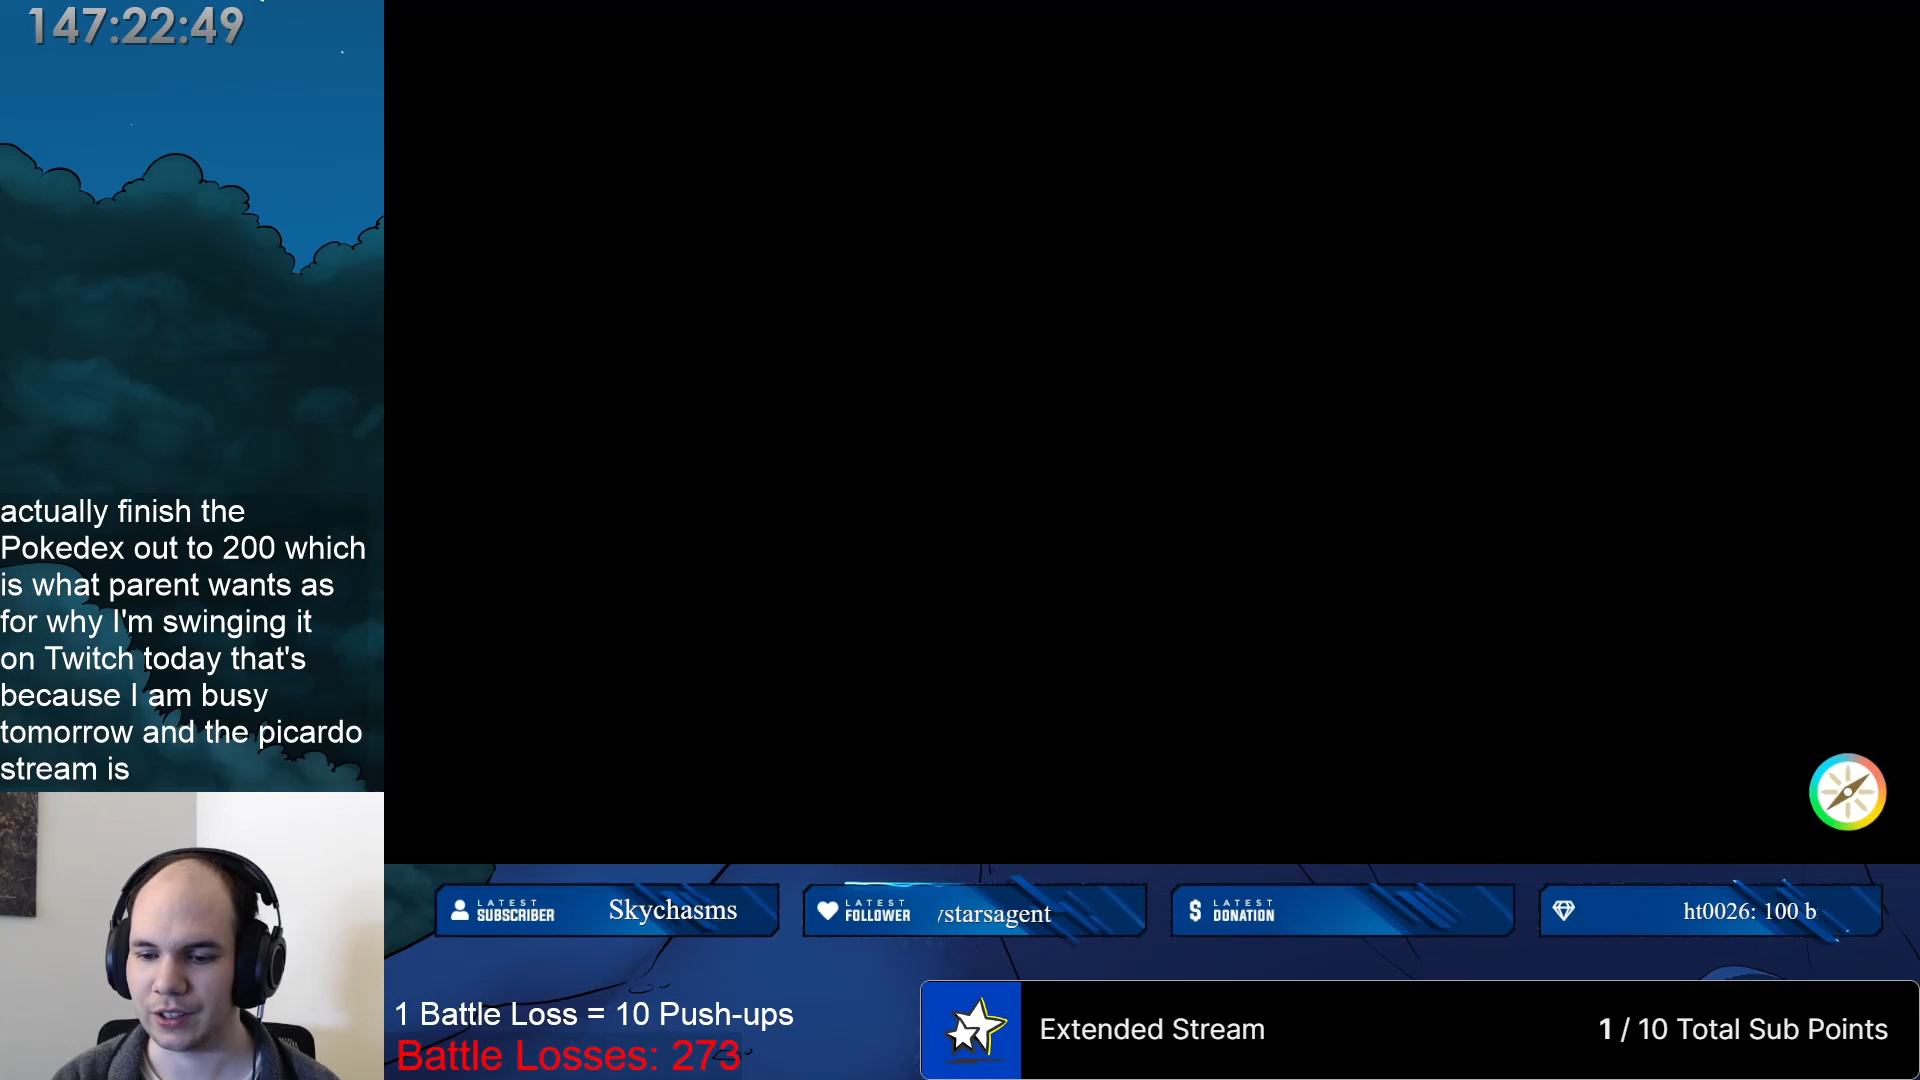 147:22:49
actually finish the
Pokedex out to 200 which
is what parent wants as
for why I'm swinging it
on Twitch today that's
because I am busy
tomorrow and the picardo
stream is
LATEST
SUBSCRIBER
Skychasms
LATEST
FOLLOWER
starsagent
LATEST
DONATION
ht0026: 100 b
1 Battle Loss = 10 Push-ups
Battle Losses: 273
Extended Stream
1 / 10 Total Sub Points